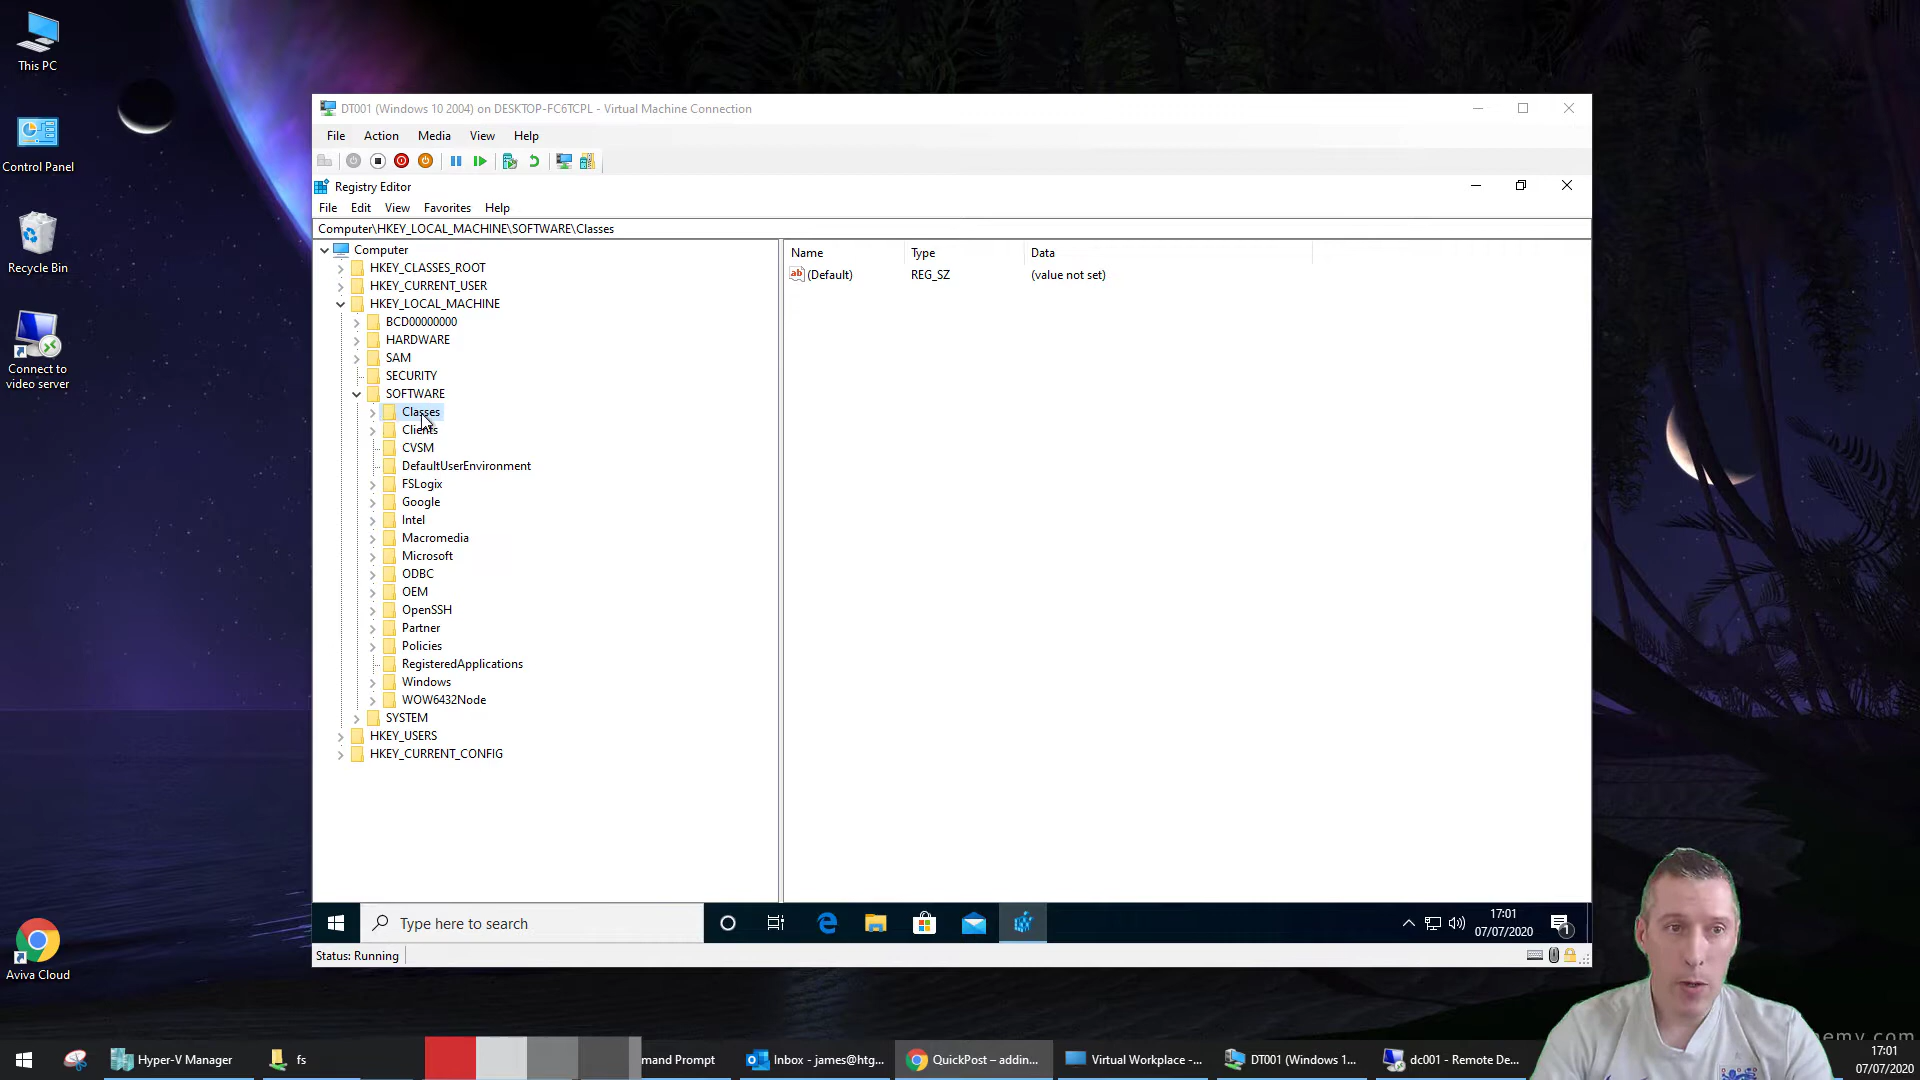 This PC
Control Panel
Recycle Bin
Connect to
video server
Aviva Cloud
DT001 (Windows 10 2004) on DESKTOP-FC6TCPL - Virtual Machine Connection
File Action Media View Help
Registry Editor
File Edit View Favorites Help
Computer\HKEY_LOCAL_MACHINE\SOFTWARE\Classes
Computer
HKEY_CLASSES_ROOT
HKEY_CURRENT_USER
HKEY_LOCAL_MACHINE
BCD00000000
HARDWARE
SAM
SECURITY
SOFTWARE
Classes
Clients
CVSM
DefaultUserEnvironment
FSLogix
Google
Intel
Macromedia
Microsoft
ODBC
OEM
OpenSSH
Partner
Policies
RegisteredApplications
Windows
WOW6432Node
SYSTEM
HKEY_USERS
HKEY_CURRENT_CONFIG
Name Type Data
ab (Default) REG_SZ (value not set)
Type here to search
17:01
07/07/2020
1
Status: Running
Hyper-V Manager
fs
mand Prompt
Inbox - james@htg...
QuickPost – addin...
Virtual Workplace -...
DT001 (Windows 1...
dc001 - Remote De...
emy.com
17:01
07/07/2020